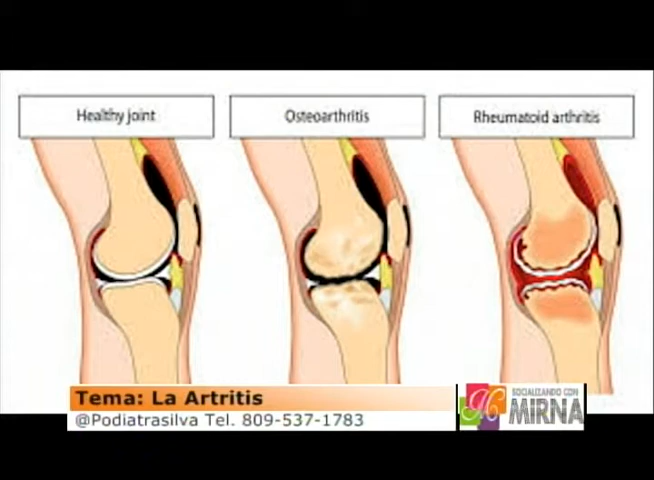 Healthy joint
Osteoarthritis
Rheumatoid arthritis
Tema: La Artritis
@Podiatrasilva Tel. 809-537-1783
SOCIALIZANDO CON
MIRNA